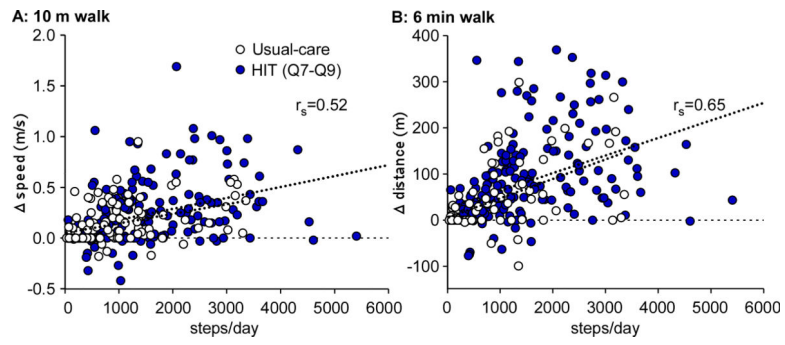 A: 10 m walk
2.0
1.5
1.0
0.5
0.0
-0.5
Δ speed (m/s)
Usual-care
HIT (Q7-Q9)
rs=0.52
0 1000 2000 3000 4000 5000 6000
steps/day
B: 6 min walk
400
300
200
100
0
-100
Δ distance (m)
rs=0.65
0 1000 2000 3000 4000 5000 6000
steps/day